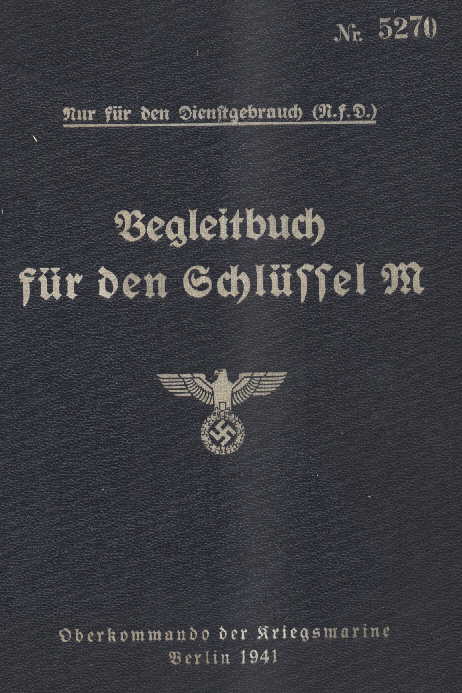 Nr. 5270
Nur für den Dienstgebrauch (N.f.D.)
Begleitbuch
für den Schlüssel M
Oberkommando der Kriegsmarine
Berlin 1941